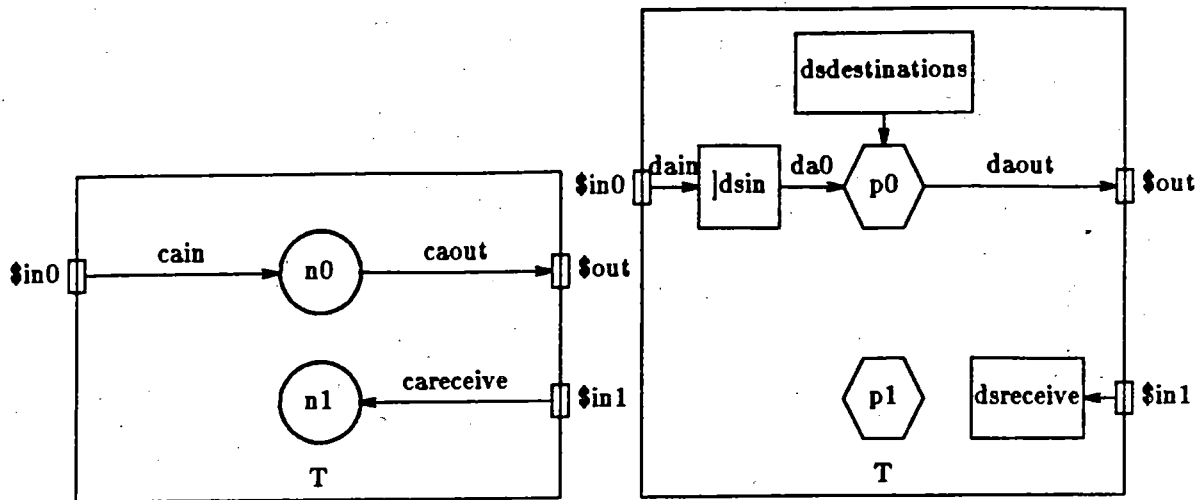 $in0
cain
n0
caout
$out
n1
careceive
$in1
T
dsdestinations
$in0
dain
dsin
da0
p0
daout
$out
p1
dsreceive
$in1
T